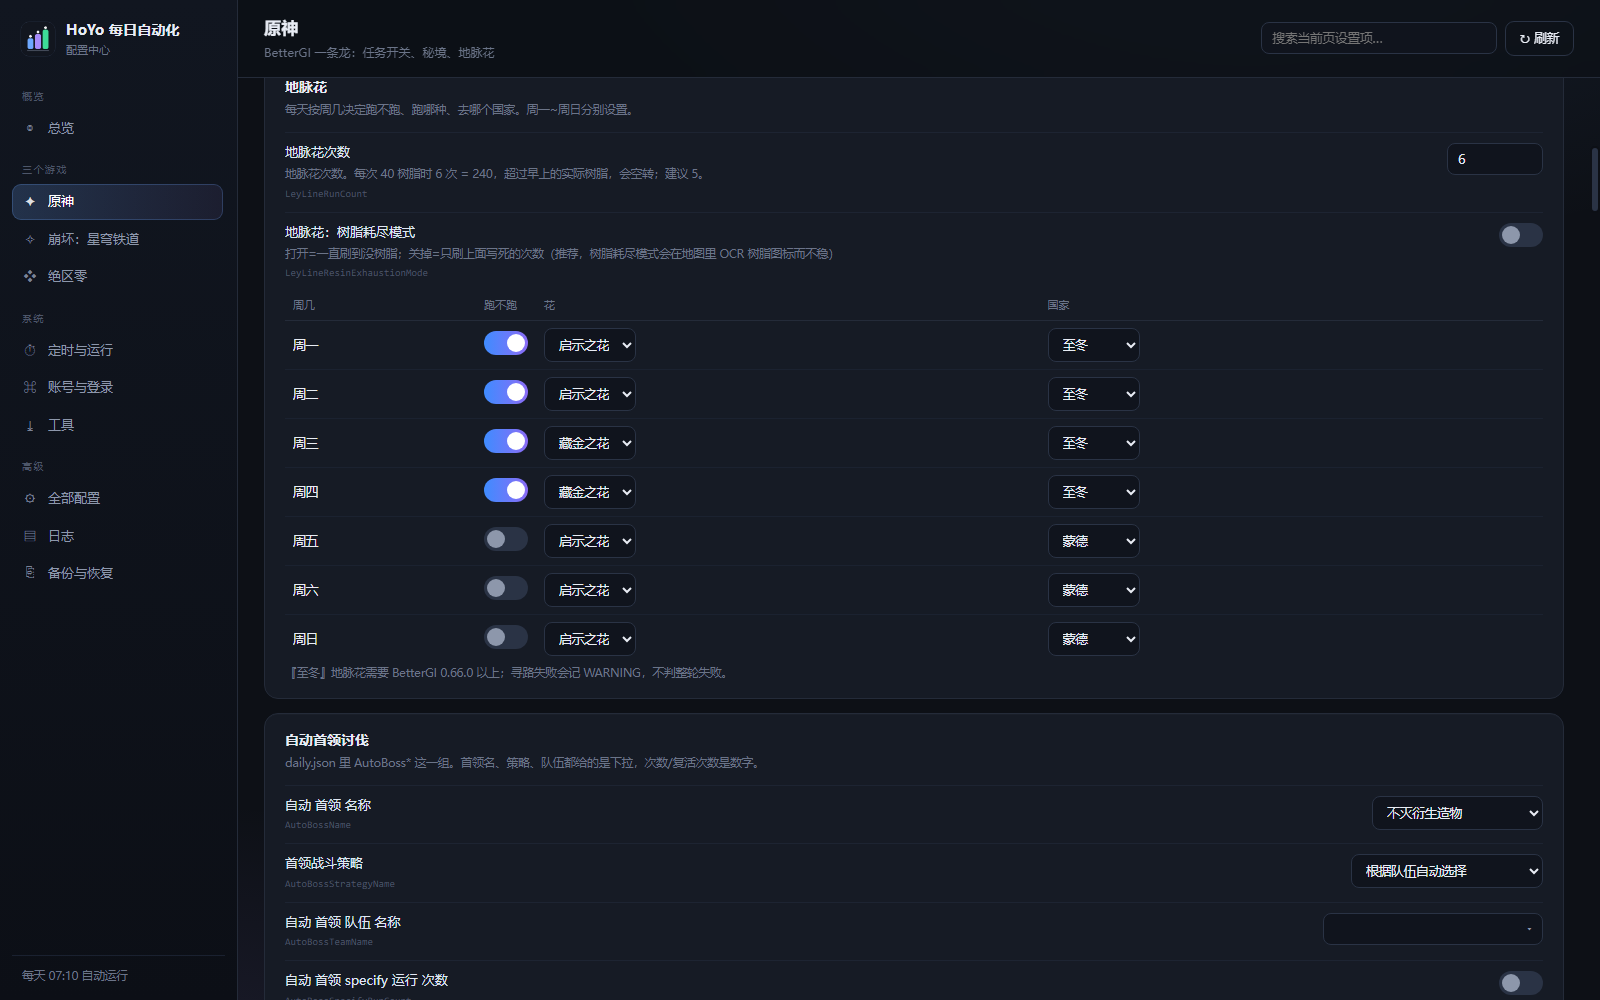 HoYo 每日自动化
配置中心
概览
总览
三个游戏
原神
崩坏：星穹铁道
绝区零
系统
定时与运行
账号与登录
工具
高级
全部配置
日志
备份与恢复
每天 07:10 自动运行
原神
BetterGI 一条龙：任务开关、秘境、地脉花
搜索当前页设置项...
↻ 刷新
地脉花
每天按周几决定跑不跑、跑哪种、去哪个国家。周一~周日分别设置。
地脉花次数
地脉花次数。每次 40 树脂时 6 次 = 240，超过早上的实际树脂，会空转；建议 5。
LeyLineRunCount
6
地脉花：树脂耗尽模式
打开=一直刷到没树脂；关掉=只刷上面写死的次数（推荐，树脂耗尽模式会在地图里 OCR 树脂图标而不稳）
LeyLineResinExhaustionMode
周几 跑不跑 花 国家
周一 启示之花 至冬
周二 启示之花 至冬
周三 藏金之花 至冬
周四 藏金之花 至冬
周五 启示之花 蒙德
周六 启示之花 蒙德
周日 启示之花 蒙德
『至冬』地脉花需要 BetterGI 0.66.0 以上；寻路失败会记 WARNING，不判整轮失败。
自动首领讨伐
daily.json 里 AutoBoss* 这一组。首领名、策略、队伍都给的是下拉，次数/复活次数是数字。
自动 首领 名称
AutoBossName
不灭衍生造物
首领战斗策略
AutoBossStrategyName
根据队伍自动选择
自动 首领 队伍 名称
AutoBossTeamName
自动 首领 specify 运行 次数
AutoBossSpecifyRunCount